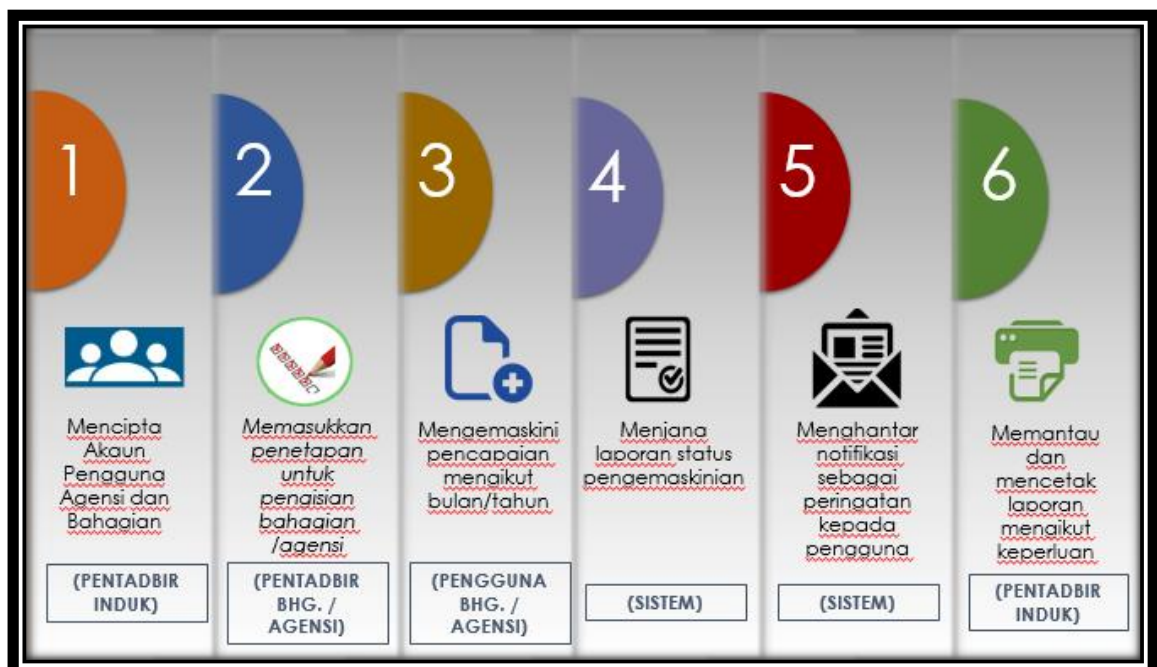 1
Mencipta
Akaun
Pengguna
Agensi dan
Bahagian
(PENTADBIR
INDUK)
2
Memasukkan
penetapan
untuk
pengisian
bahagian
/agensi
(PENTADBIR
BHG. /
AGENSI)
3
Mengemaskini
pencapaian
mengikut
bulan/tahun
(PENGGUNA
BHG. /
AGENSI)
4
Menjana
laporan status
pengemaskinian
(SISTEM)
5
Menghantar
notifikasi
sebagai
peringatan
kepada
pengguna
(SISTEM)
6
Memantau
dan
mencetak
laporan
mengikut
keperluan
(PENTADBIR
INDUK)